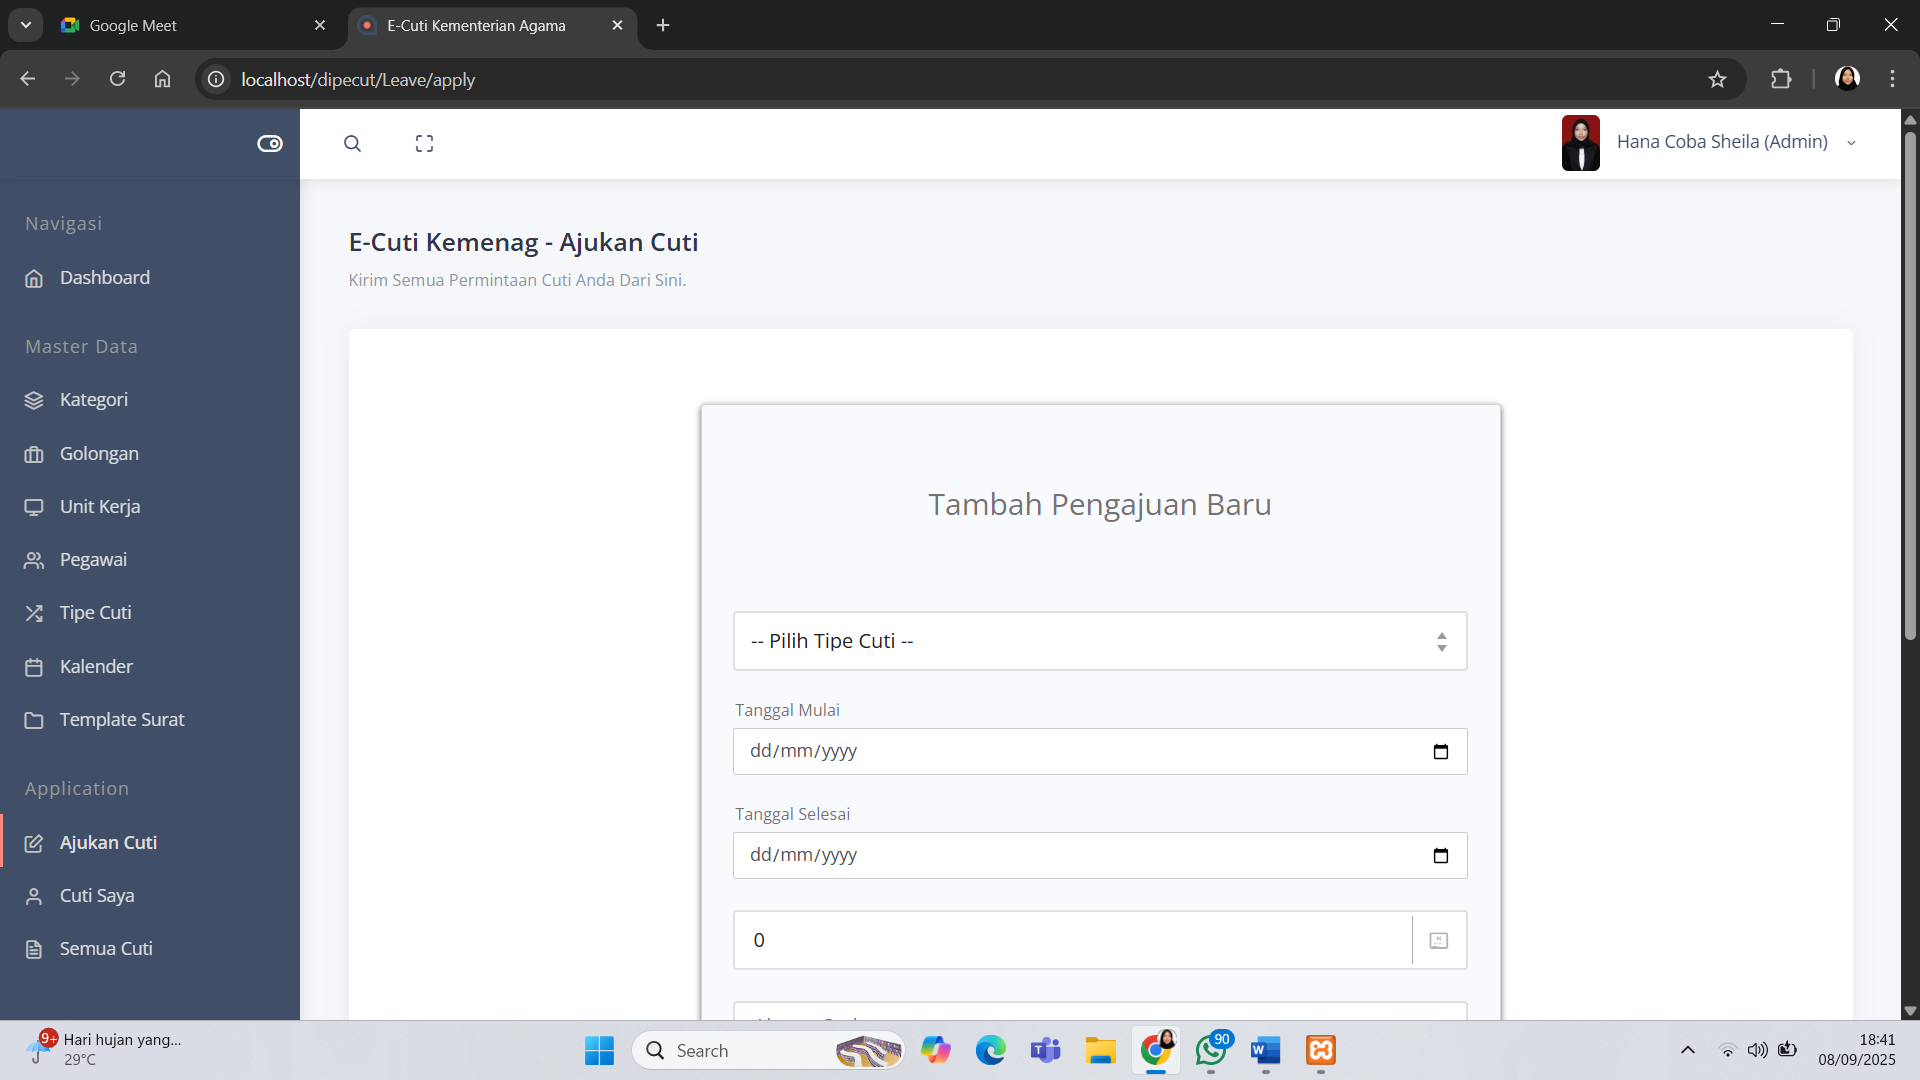 Google Meet
E-Cuti Kementerian Agama
localhost/dipecut/Leave/apply
Hana Coba Sheila (Admin)
Navigasi
Dashboard
Master Data
Kategori
Golongan
Unit Kerja
Pegawai
Tipe Cuti
Kalender
Template Surat
Application
Ajukan Cuti
Cuti Saya
Semua Cuti
E-Cuti Kemenag - Ajukan Cuti
Kirim Semua Permintaan Cuti Anda Dari Sini.
Tambah Pengajuan Baru
-- Pilih Tipe Cuti --
Tanggal Mulai
dd/mm/yyyy
Tanggal Selesai
dd/mm/yyyy
0
9+
Hari hujan yang...
29°C
Search
90
18:41
08/09/2025